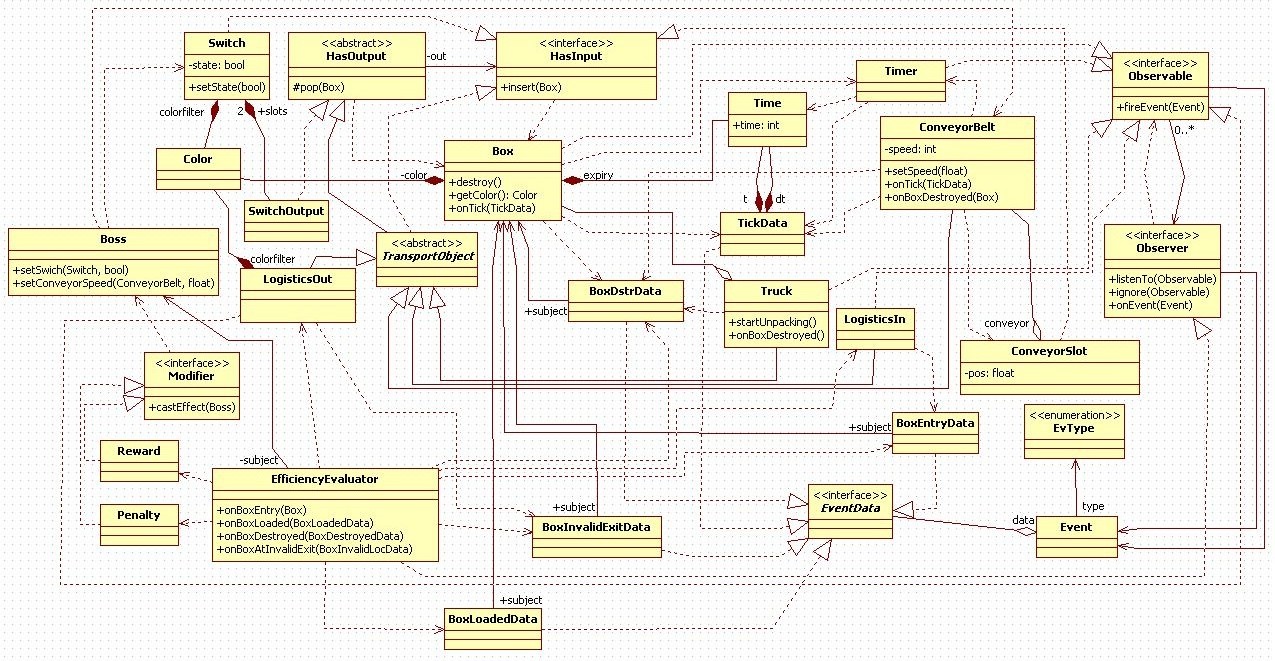 Switch
-state: bool
+setState(bool)
<<abstract>>
HasOutput
#pop(Box)
-out
<<interface>>
HasInput
+insert(Box)
<<interface>>
Observable
+fireEvent(Event)
0..*
Timer
Time
+time: int
ConveyorBelt
-speed: int
+setSpeed(float)
+onTick(TickData)
+onBoxDestroyed(Box)
colorfilter
2
+slots
Color
Box
+destroy()
+getColor(): Color
+onTick(TickData)
-color
expiry
t
dt
SwitchOutput
TickData
Boss
+setSwich(Switch, bool)
+setConveyorSpeed(ConveyorBelt, float)
<<abstract>>
TransportObject
colorfilter
LogisticsOut
<<interface>>
Observer
+listenTo(Observable)
+ignore(Observable)
+onEvent(Event)
BoxDstrData
+subject
Truck
+startUnpacking()
+onBoxDestroyed()
LogisticsIn
conveyor
ConveyorSlot
-pos: float
<<interface>>
Modifier
+castEffect(Boss)
<<enumeration>>
EvType
BoxEntryData
+subject
Reward
-subject
EfficiencyEvaluator
+onBoxEntry(Box)
+onBoxLoaded(BoxLoadedData)
+onBoxDestroyed(BoxDestroyedData)
+onBoxAtInvalidExit(BoxInvalidLocData)
Penalty
<<interface>>
EventData
+subject
BoxInvalidExitData
data
type
Event
+subject
BoxLoadedData